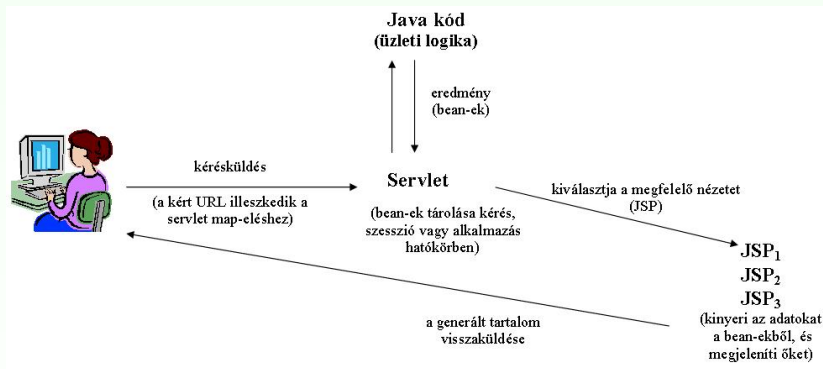 Java kód
(üzleti logika)
eredmény
(bean-ek)
kérésküldés
(a kért URL illeszkedik a
servlet map-eléshez)
Servlet
(bean-ek tárolása kérés,
szesszió vagy alkalmazás
hatókörben)
kiválasztja a megfelelő nézetet
(JSP)
JSP₁
JSP₂
JSP₃
(kinyeri az adatokat
a bean-ekből, és
megjeleníti őket)
a generált tartalom
visszaküldése